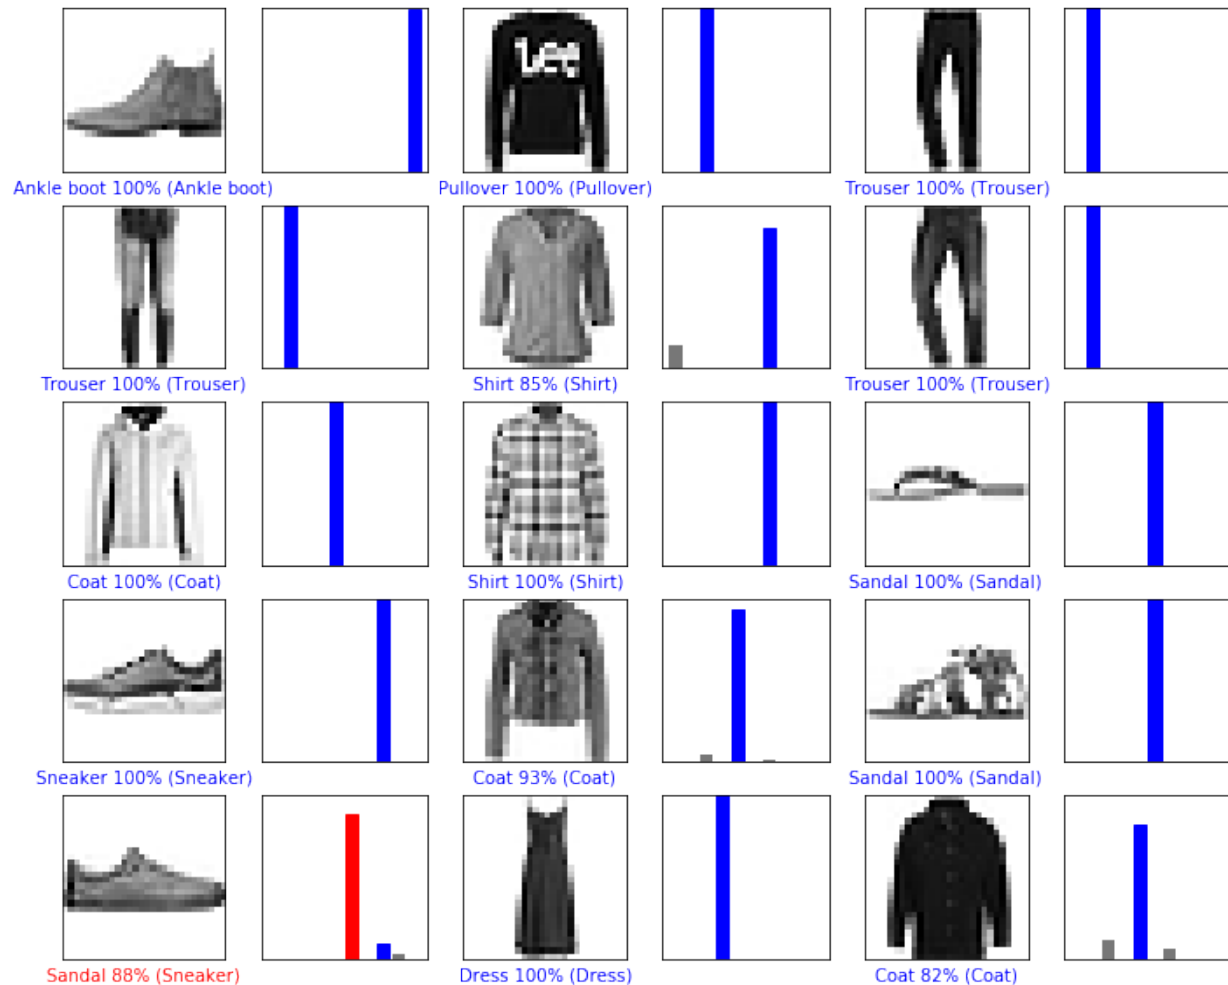 Lee
Ankle boot 100% (Ankle boot)
Pullover 100% (Pullover)
Trouser 100% (Trouser)
Trouser 100% (Trouser)
Shirt 85% (Shirt)
Trouser 100% (Trouser)
Coat 100% (Coat)
Shirt 100% (Shirt)
Sandal 100% (Sandal)
Sneaker 100% (Sneaker)
Coat 93% (Coat)
Sandal 100% (Sandal)
Sandal 88% (Sneaker)
Dress 100% (Dress)
Coat 82% (Coat)